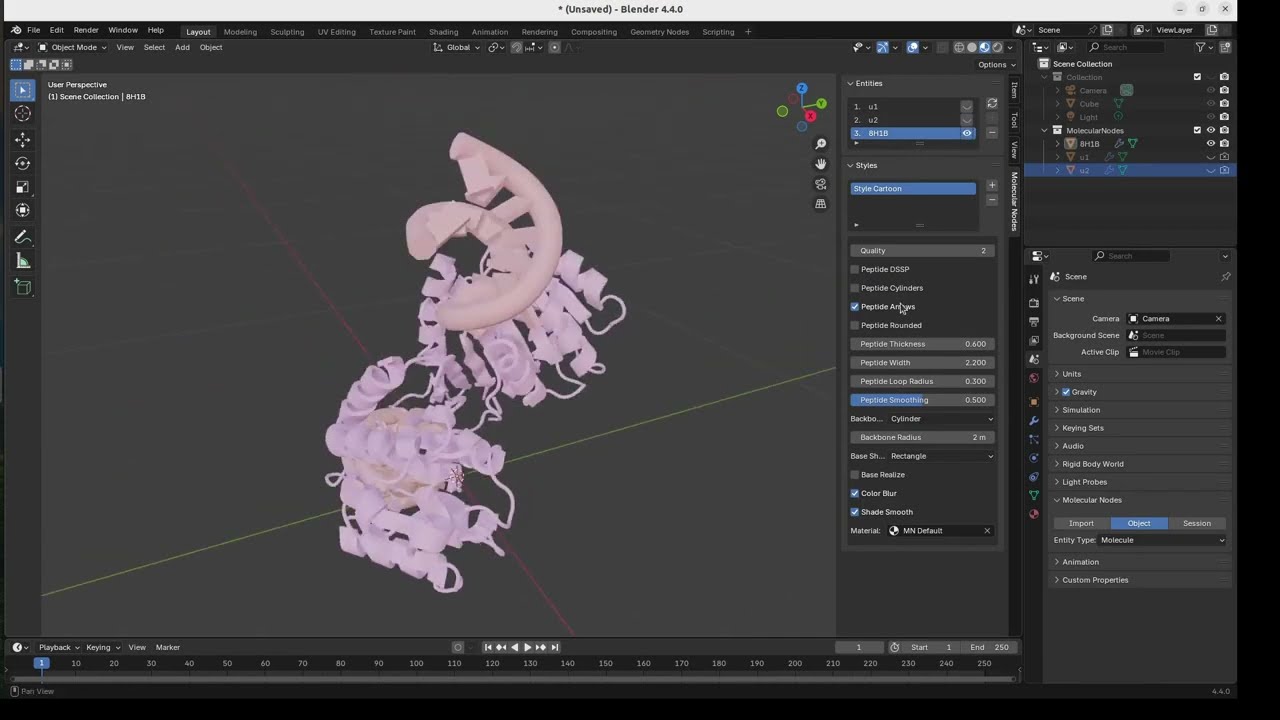 * (Unsaved) - Blender 4.4.0
File Edit Render Window Help Layout Modeling Sculpting UV Editing Texture Paint Shading Animation Rendering Compositing Geometry Nodes Scripting + Scene ViewLayer
Object Mode View Select Add Object Global Search
Options
User Perspective
(1) Scene Collection | 8H1B
Z
Y
X
Entities
1. u1
2. u2
3. 8H1B
Styles
Style Cartoon
Quality 2
Peptide DSSP
Peptide Cylinders
Peptide Arrows
Peptide Rounded
Peptide Thickness 0.600
Peptide Width 2.200
Peptide Loop Radius 0.300
Peptide Smoothing 0.500
Backbo... Cylinder
Backbone Radius 2 m
Base Sh... Rectangle
Base Realize
Color Blur
Shade Smooth
Material: MN Default
Item
Tool
View
Molecular Nodes
Scene Collection
Collection
Camera
Cube
Light
MolecularNodes
8H1B
u1
u2
Search
Scene
Scene
Camera Camera
Background Scene Scene
Active Clip Movie Clip
Units
Gravity
Simulation
Keying Sets
Audio
Rigid Body World
Light Probes
Molecular Nodes
Import Object Session
Entity Type: Molecule
Animation
Custom Properties
Playback Keying View Marker 1 Start 1 End 250
1 10 20 30 40 50 60 70 80 90 100 110 120 130 140 150 160 170 180 190 200 210 220 230 240 250
Pan View 4.4.0